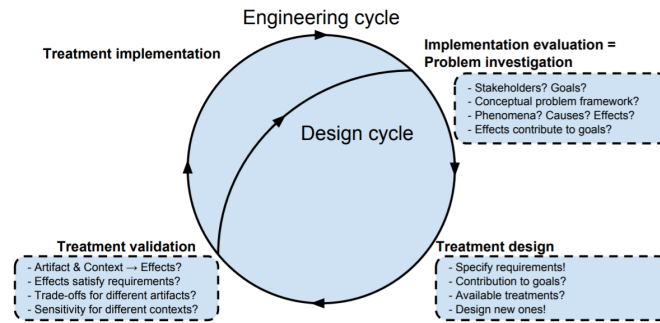 Engineering cycle
Treatment implementation
Implementation evaluation =
Problem investigation
- Stakeholders? Goals?
- Conceptual problem framework?
- Phenomena? Causes? Effects?
- Effects contribute to goals?
Design cycle
Treatment validation
- Artifact & Context → Effects?
- Effects satisfy requirements?
- Trade-offs for different artifacts?
- Sensitivity for different contexts?
Treatment design
- Specify requirements!
- Contribution to goals?
- Available treatments?
- Design new ones!